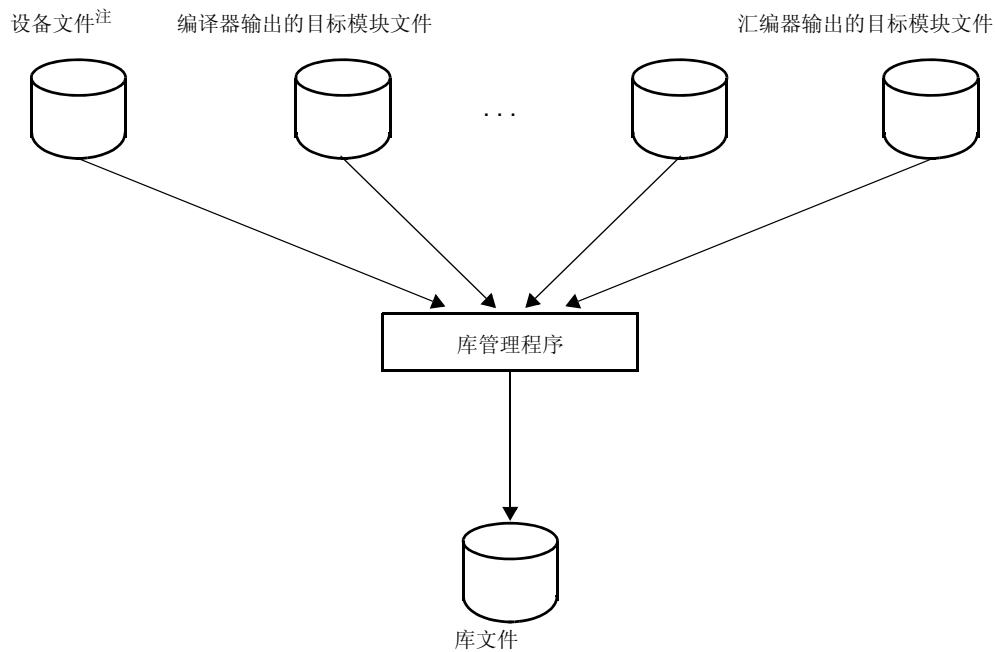 设备文件注
编译器输出的目标模块文件
汇编器输出的目标模块文件
...
库管理程序
库文件